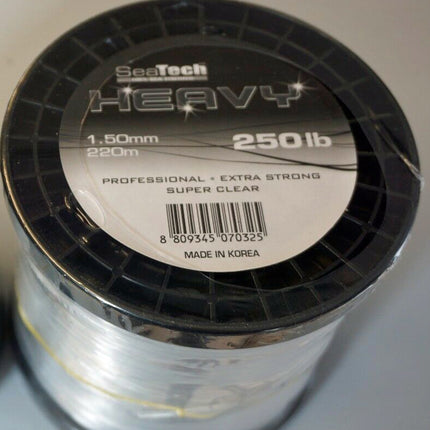 SeaTech
HEAVY
1.50mm
220m
250lb
PROFESSIONAL • EXTRA STRONG
SUPER CLEAR
8 809345 070325
MADE IN KOREA